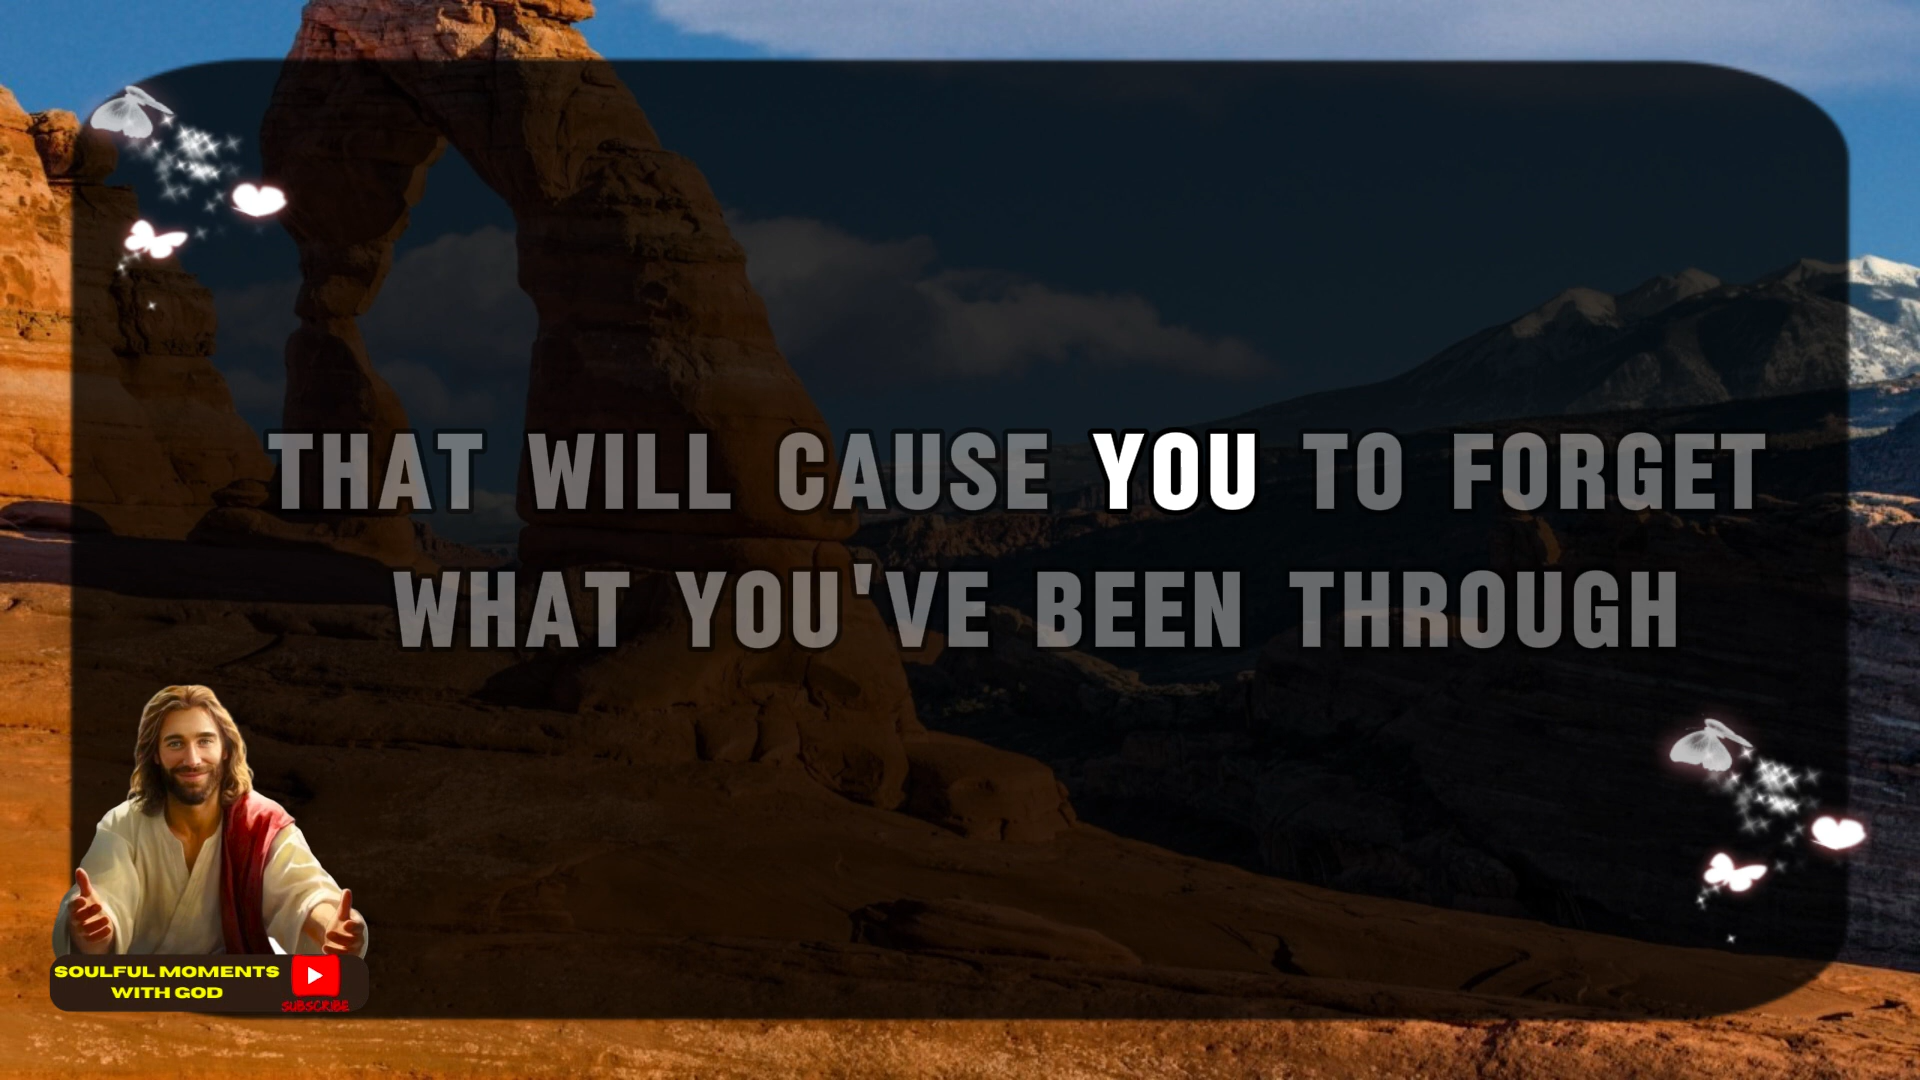 THAT WILL CAUSE YOU TO FORGET
WHAT YOU'VE BEEN THROUGH
SOULFUL MOMENTS
WITH GOD
SUBSCRIBE